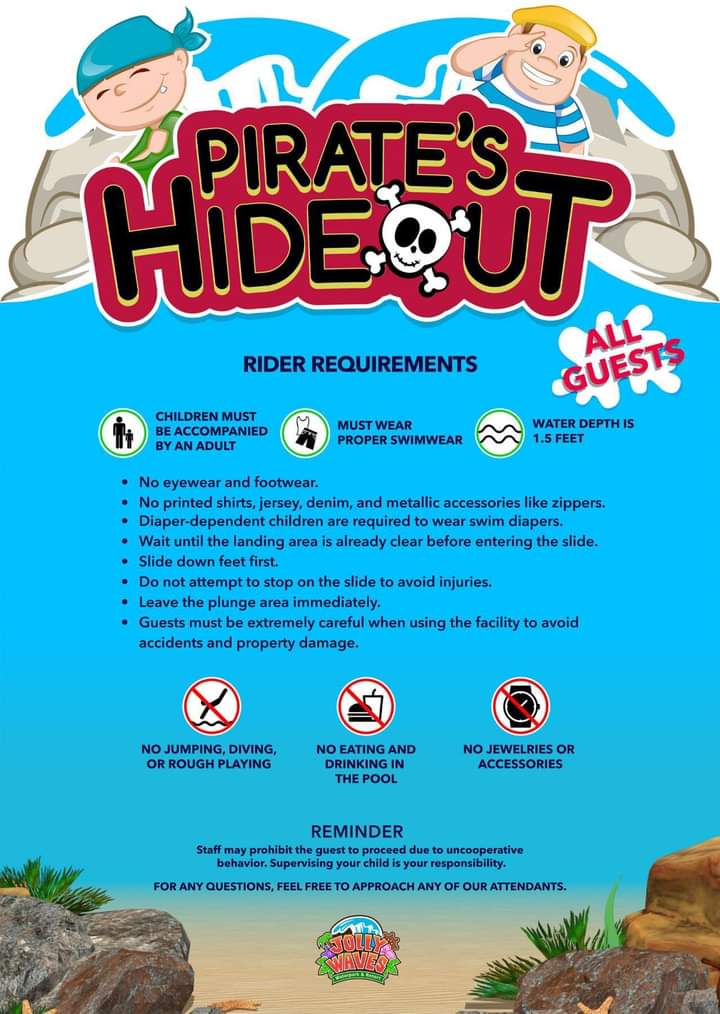 PIRATE'S
HIDEOUT
ALL
GUESTS
RIDER REQUIREMENTS
CHILDREN MUST
BE ACCOMPANIED
BY AN ADULT
MUST WEAR
PROPER SWIMWEAR
WATER DEPTH IS
1.5 FEET
• No eyewear and footwear.
• No printed shirts, jersey, denim, and metallic accessories like zippers.
• Diaper-dependent children are required to wear swim diapers.
• Wait until the landing area is already clear before entering the slide.
• Slide down feet first.
• Do not attempt to stop on the slide to avoid injuries.
• Leave the plunge area immediately.
• Guests must be extremely careful when using the facility to avoid
accidents and property damage.
NO JUMPING, DIVING,
OR ROUGH PLAYING
NO EATING AND
DRINKING IN
THE POOL
NO JEWELRIES OR
ACCESSORIES
REMINDER
Staff may prohibit the guest to proceed due to uncooperative
behavior. Supervising your child is your responsibility.
FOR ANY QUESTIONS, FEEL FREE TO APPROACH ANY OF OUR ATTENDANTS.
JOLLY
WAVES
Waterpark & Resort